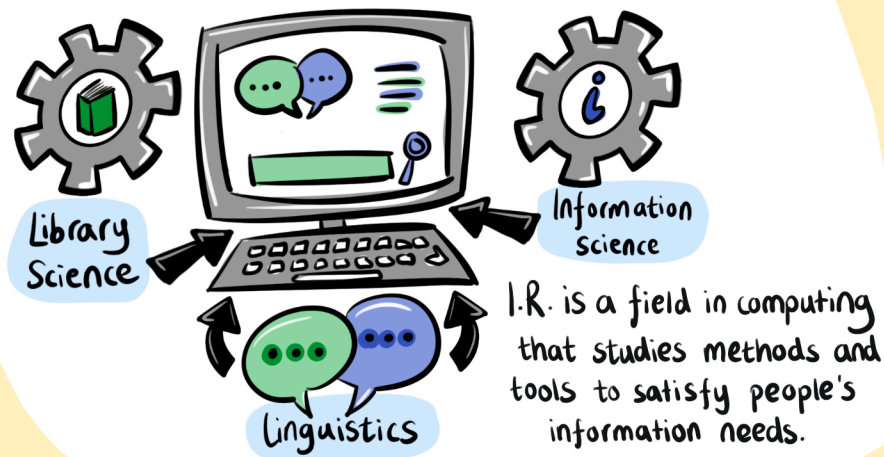 Library
Science
Information
science
Linguistics
I.R. is a field in computing
that studies methods and
tools to satisfy people's
information needs.